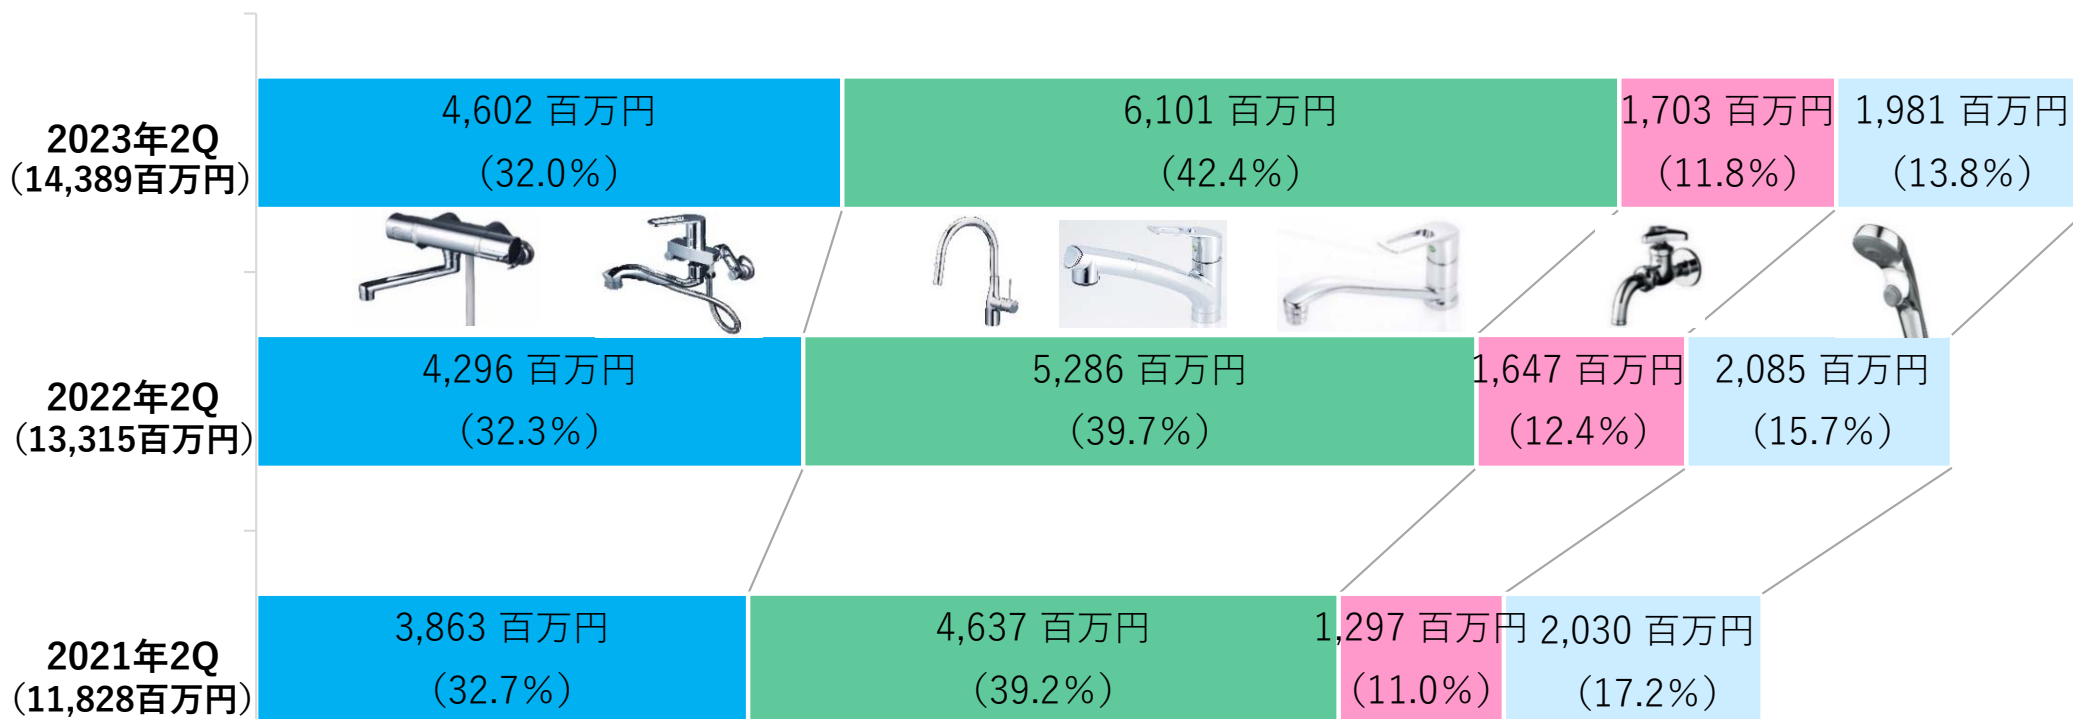 2023年2Q
（14,389百万円）
4,602 百万円
（32.0％）
6,101 百万円
（42.4％）
1,703 百万円
（11.8％）
1,981 百万円
（13.8％）
2022年2Q
（13,315百万円）
4,296 百万円
（32.3％）
5,286 百万円
（39.7％）
1,647 百万円
（12.4％）
2,085 百万円
（15.7％）
2021年2Q
（11,828百万円）
3,863 百万円
（32.7％）
4,637 百万円
（39.2％）
1,297 百万円
（11.0％）
2,030 百万円
（17.2％）